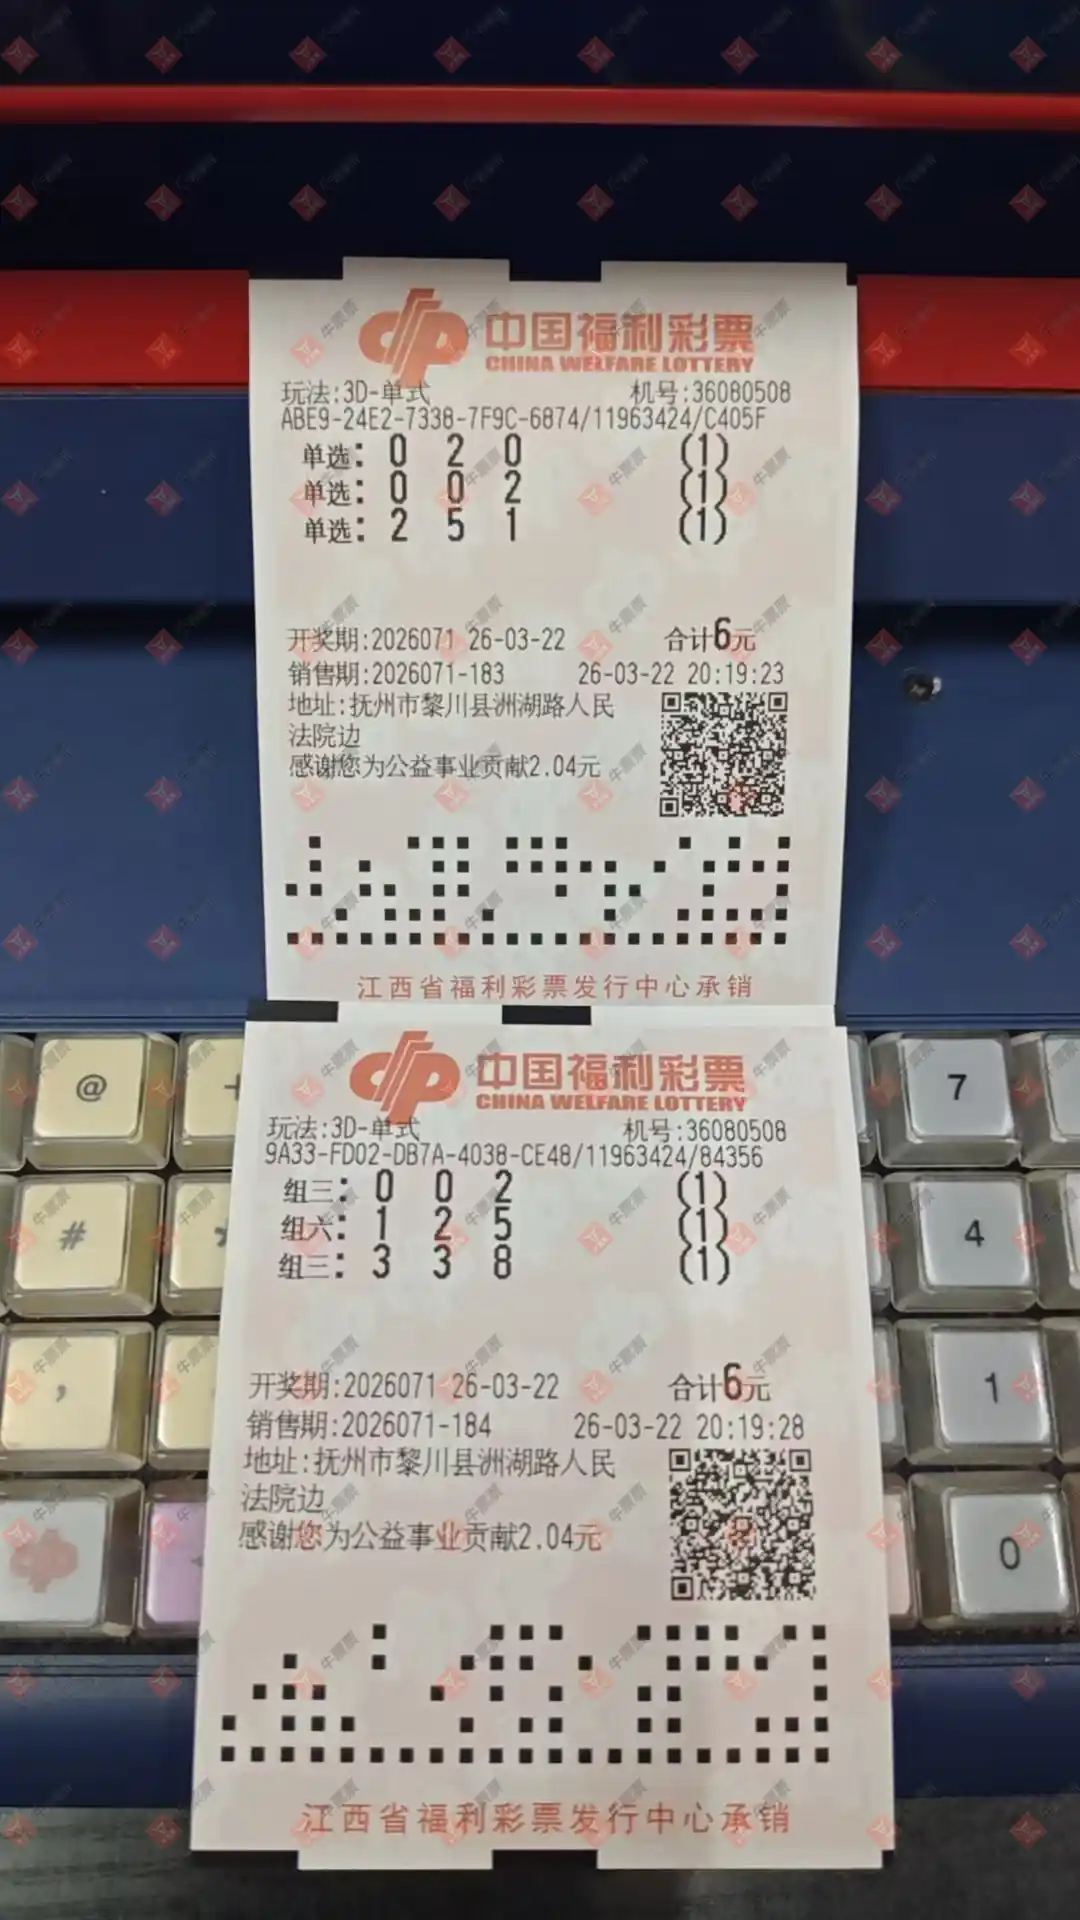 中国福利彩票
CHINA WELFARE LOTTERY
玩法:3D-单式 机号:36080508
ABE9-24E2-7338-7F9C-6874/11963424/C405F
单选: 0 2 0 (1)
单选: 0 0 2 (1)
单选: 2 5 1 (1)
开奖期:2026071 26-03-22 合计6元
销售期:2026071-183 26-03-22 20:19:23
地址:抚州市黎川县洲湖路人民
法院边
感谢您为公益事业贡献2.04元
江西省福利彩票发行中心承销
中国福利彩票
CHINA WELFARE LOTTERY
玩法:3D-单式 机号:36080508
9A33-FD02-DB7A-4038-CE48/11963424/84356
组三: 0 0 2 (1)
组六: 1 2 5 (1)
组三: 3 3 8 (1)
开奖期:2026071 26-03-22 合计6元
销售期:2026071-184 26-03-22 20:19:28
地址:抚州市黎川县洲湖路人民
法院边
感谢您为公益事业贡献2.04元
江西省福利彩票发行中心承销
@ + 7
# 4
, 1
0
牛票票